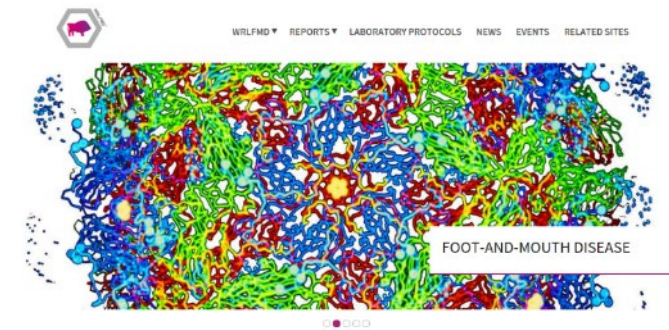 WRLFMD ▼ REPORTS ▼ LABORATORY PROTOCOLS NEWS EVENTS RELATED SITES
FOOT-AND-MOUTH DISEASE